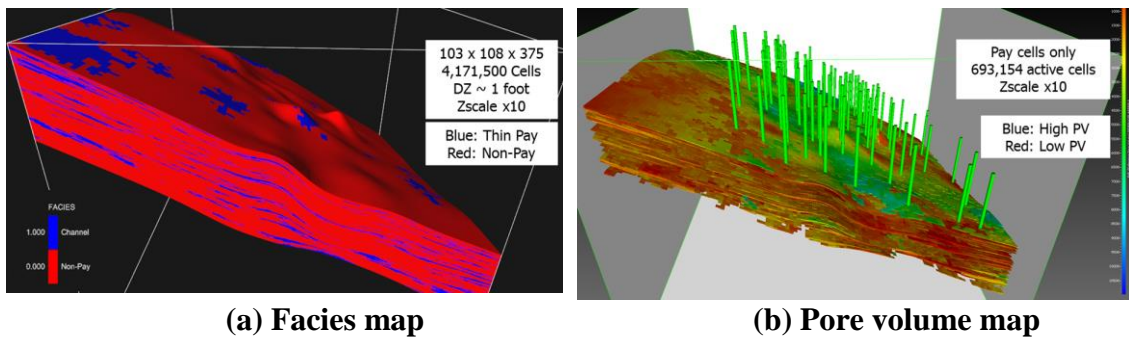 103 x 108 x 375
4,171,500 Cells
DZ ~ 1 foot
Zscale x10
Blue: Thin Pay
Red: Non-Pay
FACIES
1.000 Channel
0.000 Non-Pay
(a) Facies map
Pay cells only
693,154 active cells
Zscale x10
Blue: High PV
Red: Low PV
(b) Pore volume map